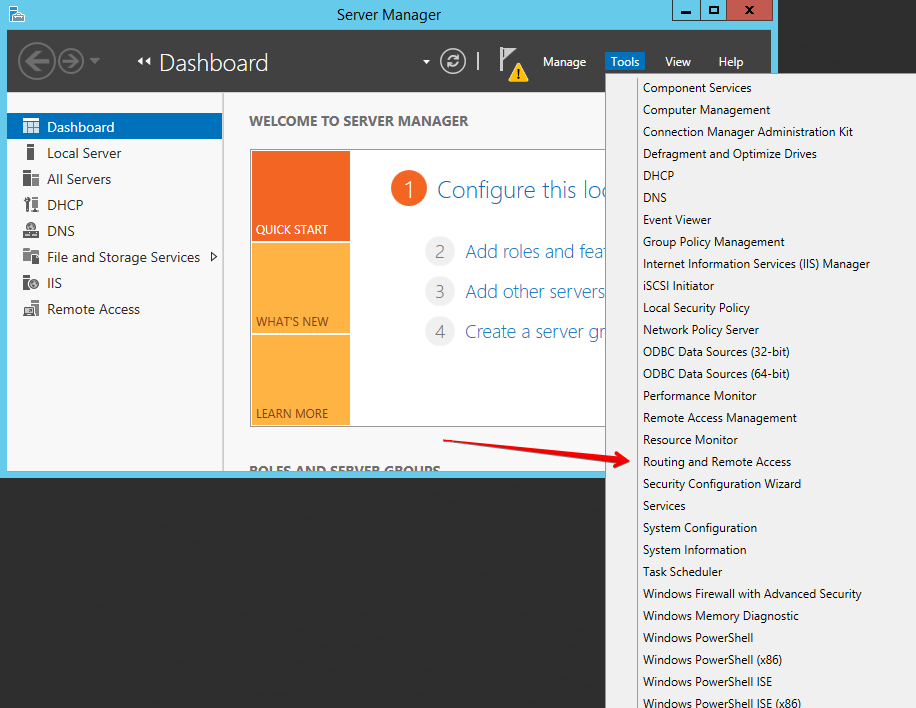 Server Manager
Dashboard
Manage
Tools
View
Help
Dashboard
Local Server
All Servers
DHCP
DNS
File and Storage Services
IIS
Remote Access
WELCOME TO SERVER MANAGER
QUICK START
WHAT'S NEW
LEARN MORE
1 Configure this loc
2 Add roles and feat
3 Add other servers
4 Create a server gr
ROLES AND SERVER GROUPS
Component Services
Computer Management
Connection Manager Administration Kit
Defragment and Optimize Drives
DHCP
DNS
Event Viewer
Group Policy Management
Internet Information Services (IIS) Manager
iSCSI Initiator
Local Security Policy
Network Policy Server
ODBC Data Sources (32-bit)
ODBC Data Sources (64-bit)
Performance Monitor
Remote Access Management
Resource Monitor
Routing and Remote Access
Security Configuration Wizard
Services
System Configuration
System Information
Task Scheduler
Windows Firewall with Advanced Security
Windows Memory Diagnostic
Windows PowerShell
Windows PowerShell (x86)
Windows PowerShell ISE
Windows PowerShell ISE (x86)